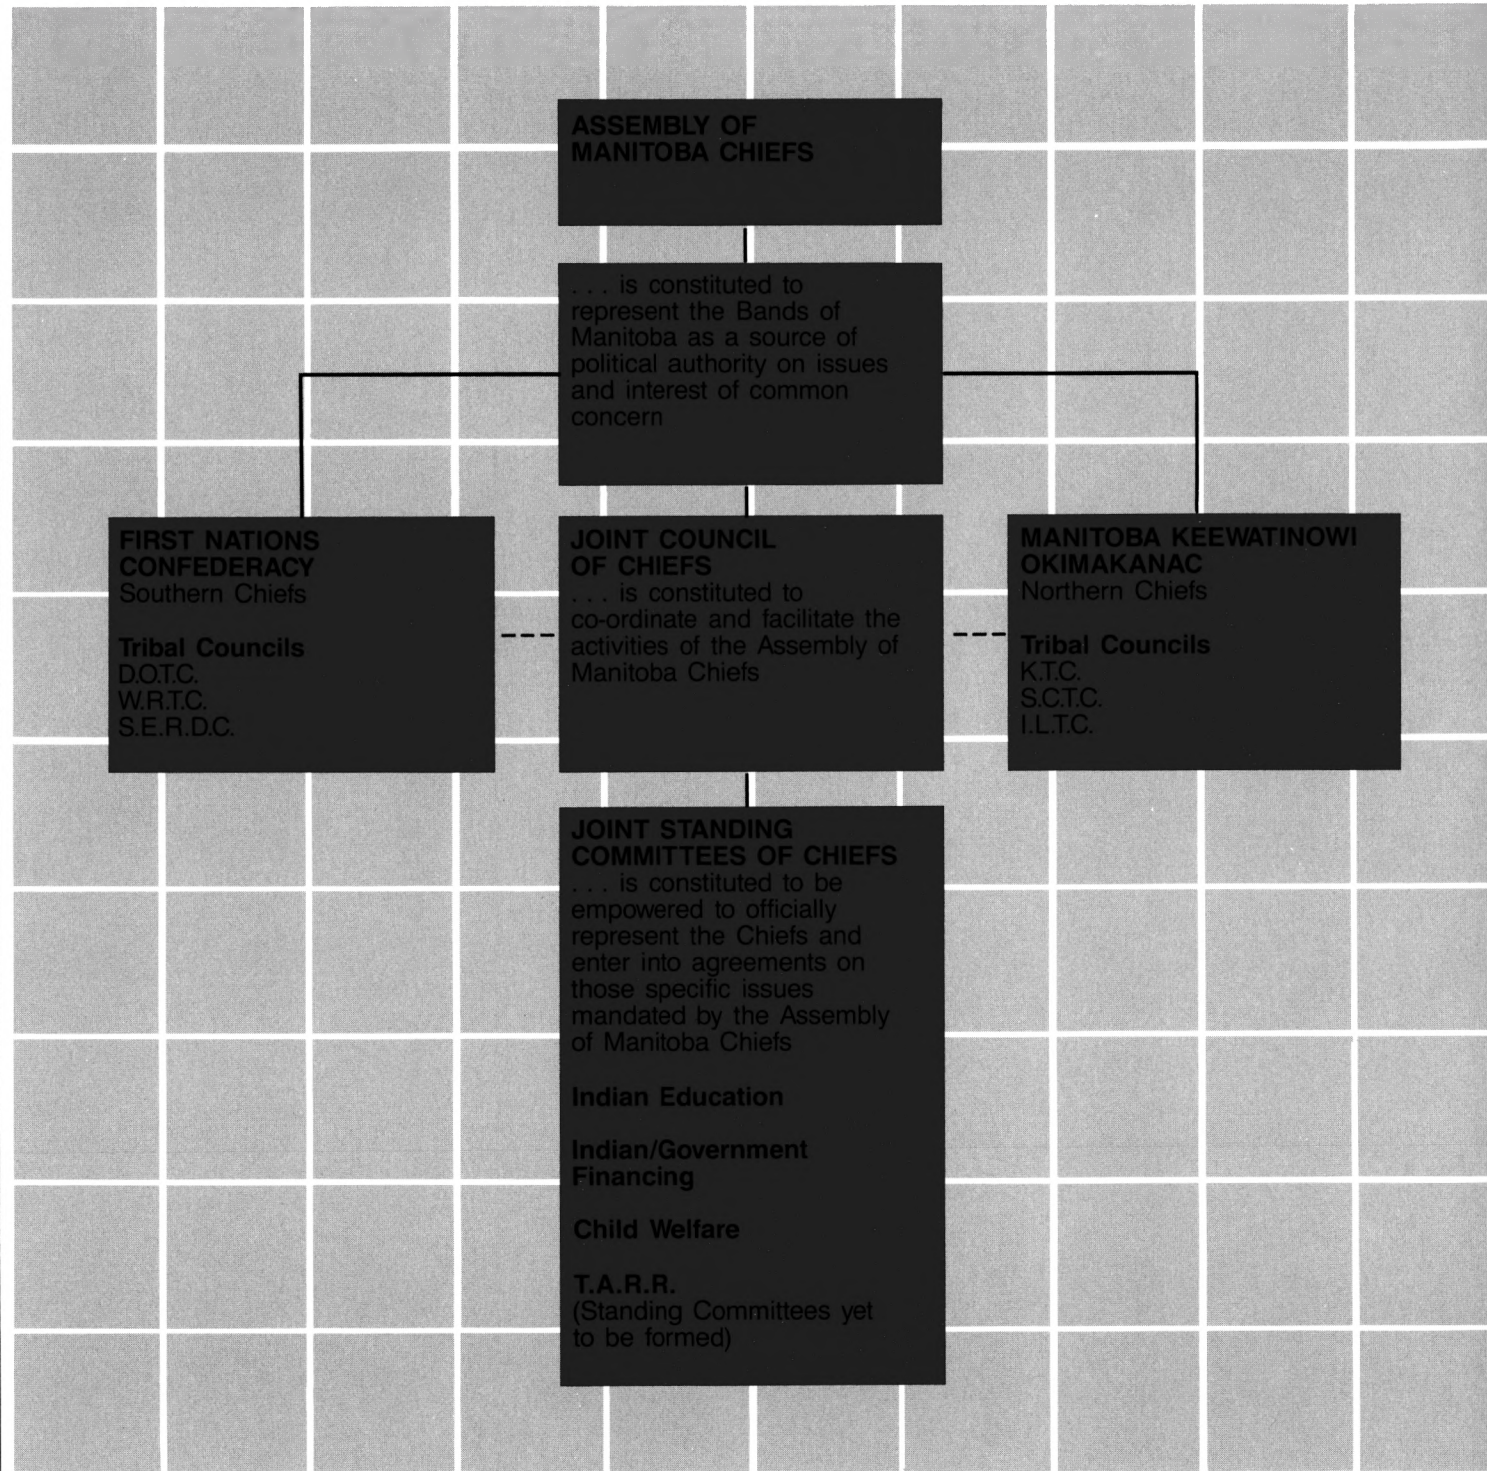 ASSEMBLY OF
MANITOBA CHIEFS
. . . is constituted to
represent the Bands of
Manitoba as a source of
political authority on issues
and interest of common
concern
FIRST NATIONS
CONFEDERACY
Southern Chiefs
Tribal Councils
D.O.T.C.
W.R.T.C.
S.E.R.D.C.
JOINT COUNCIL
OF CHIEFS
. . . is constituted to
co-ordinate and facilitate the
activities of the Assembly of
Manitoba Chiefs
MANITOBA KEEWATINOWI
OKIMAKANAC
Northern Chiefs
Tribal Councils
K.T.C.
S.C.T.C.
I.L.T.C.
JOINT STANDING
COMMITTEES OF CHIEFS
. . . is constituted to be
empowered to officially
represent the Chiefs and
enter into agreements on
those specific issues
mandated by the Assembly
of Manitoba Chiefs
Indian Education
Indian/Government
Financing
Child Welfare
T.A.R.R.
(Standing Committees yet
to be formed)